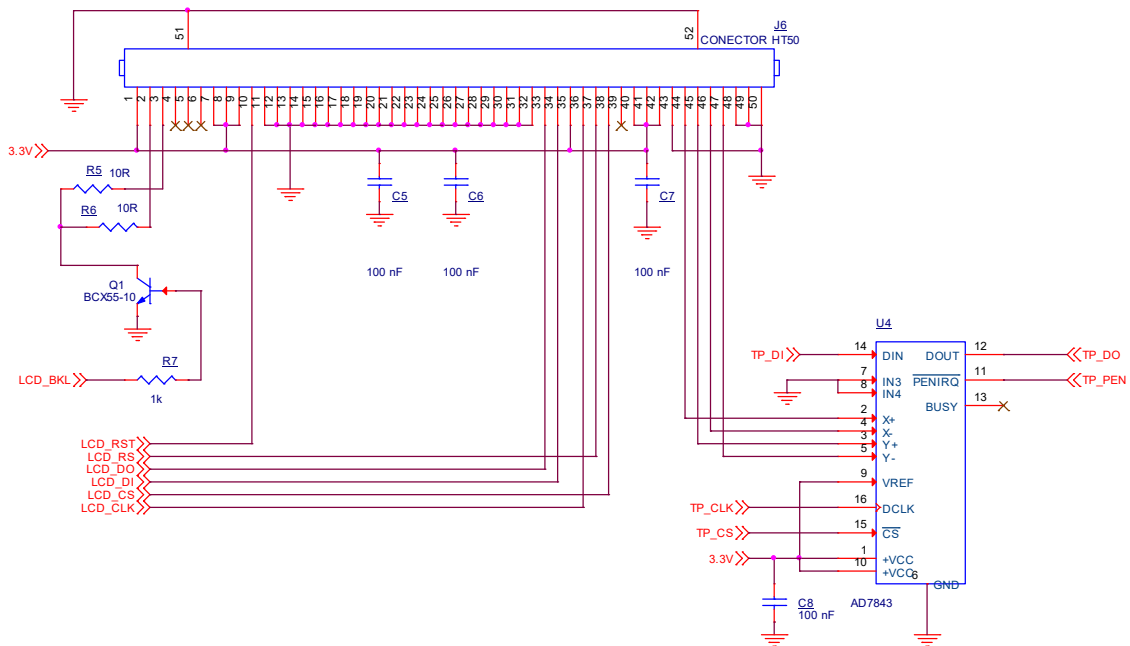 51
52
J6
CONECTOR HT50
1 2 3 4 5 6 7 8 9 10 11 12 13 14 15 16 17 18 19 20 21 22 23 24 25 26 27 28 29 30 31 32 33 34 35 36 37 38 39 40 41 42 43 44 45 46 47 48 49 50
3.3V
R5 10R
R6 10R
C5 C6 C7
100 nF 100 nF 100 nF
Q1
BCX55-10
LCD_BKL
R7
1k
LCD_RST
LCD_RS
LCD_DO
LCD_DI
LCD_CS
LCD_CLK
U4
TP_DI 14 DIN DOUT 12 TP_DO
7 IN3 PENIRQ 11 TP_PEN
8 IN4
BUSY 13
2 X+
4 X-
3 Y+
5 Y-
9 VREF
TP_CLK 16 DCLK
TP_CS 15 CS
3.3V 1 +VCC
10 +VCC 6 GND
C8
100 nF
AD7843